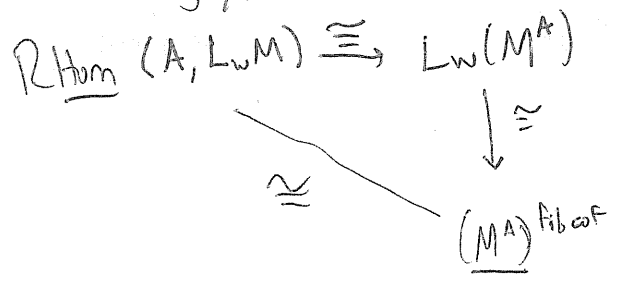 RHom (A, L_W M) ≅→ L_W(M^A)
↓ ≅
≅
(M^A)^{fibcof}